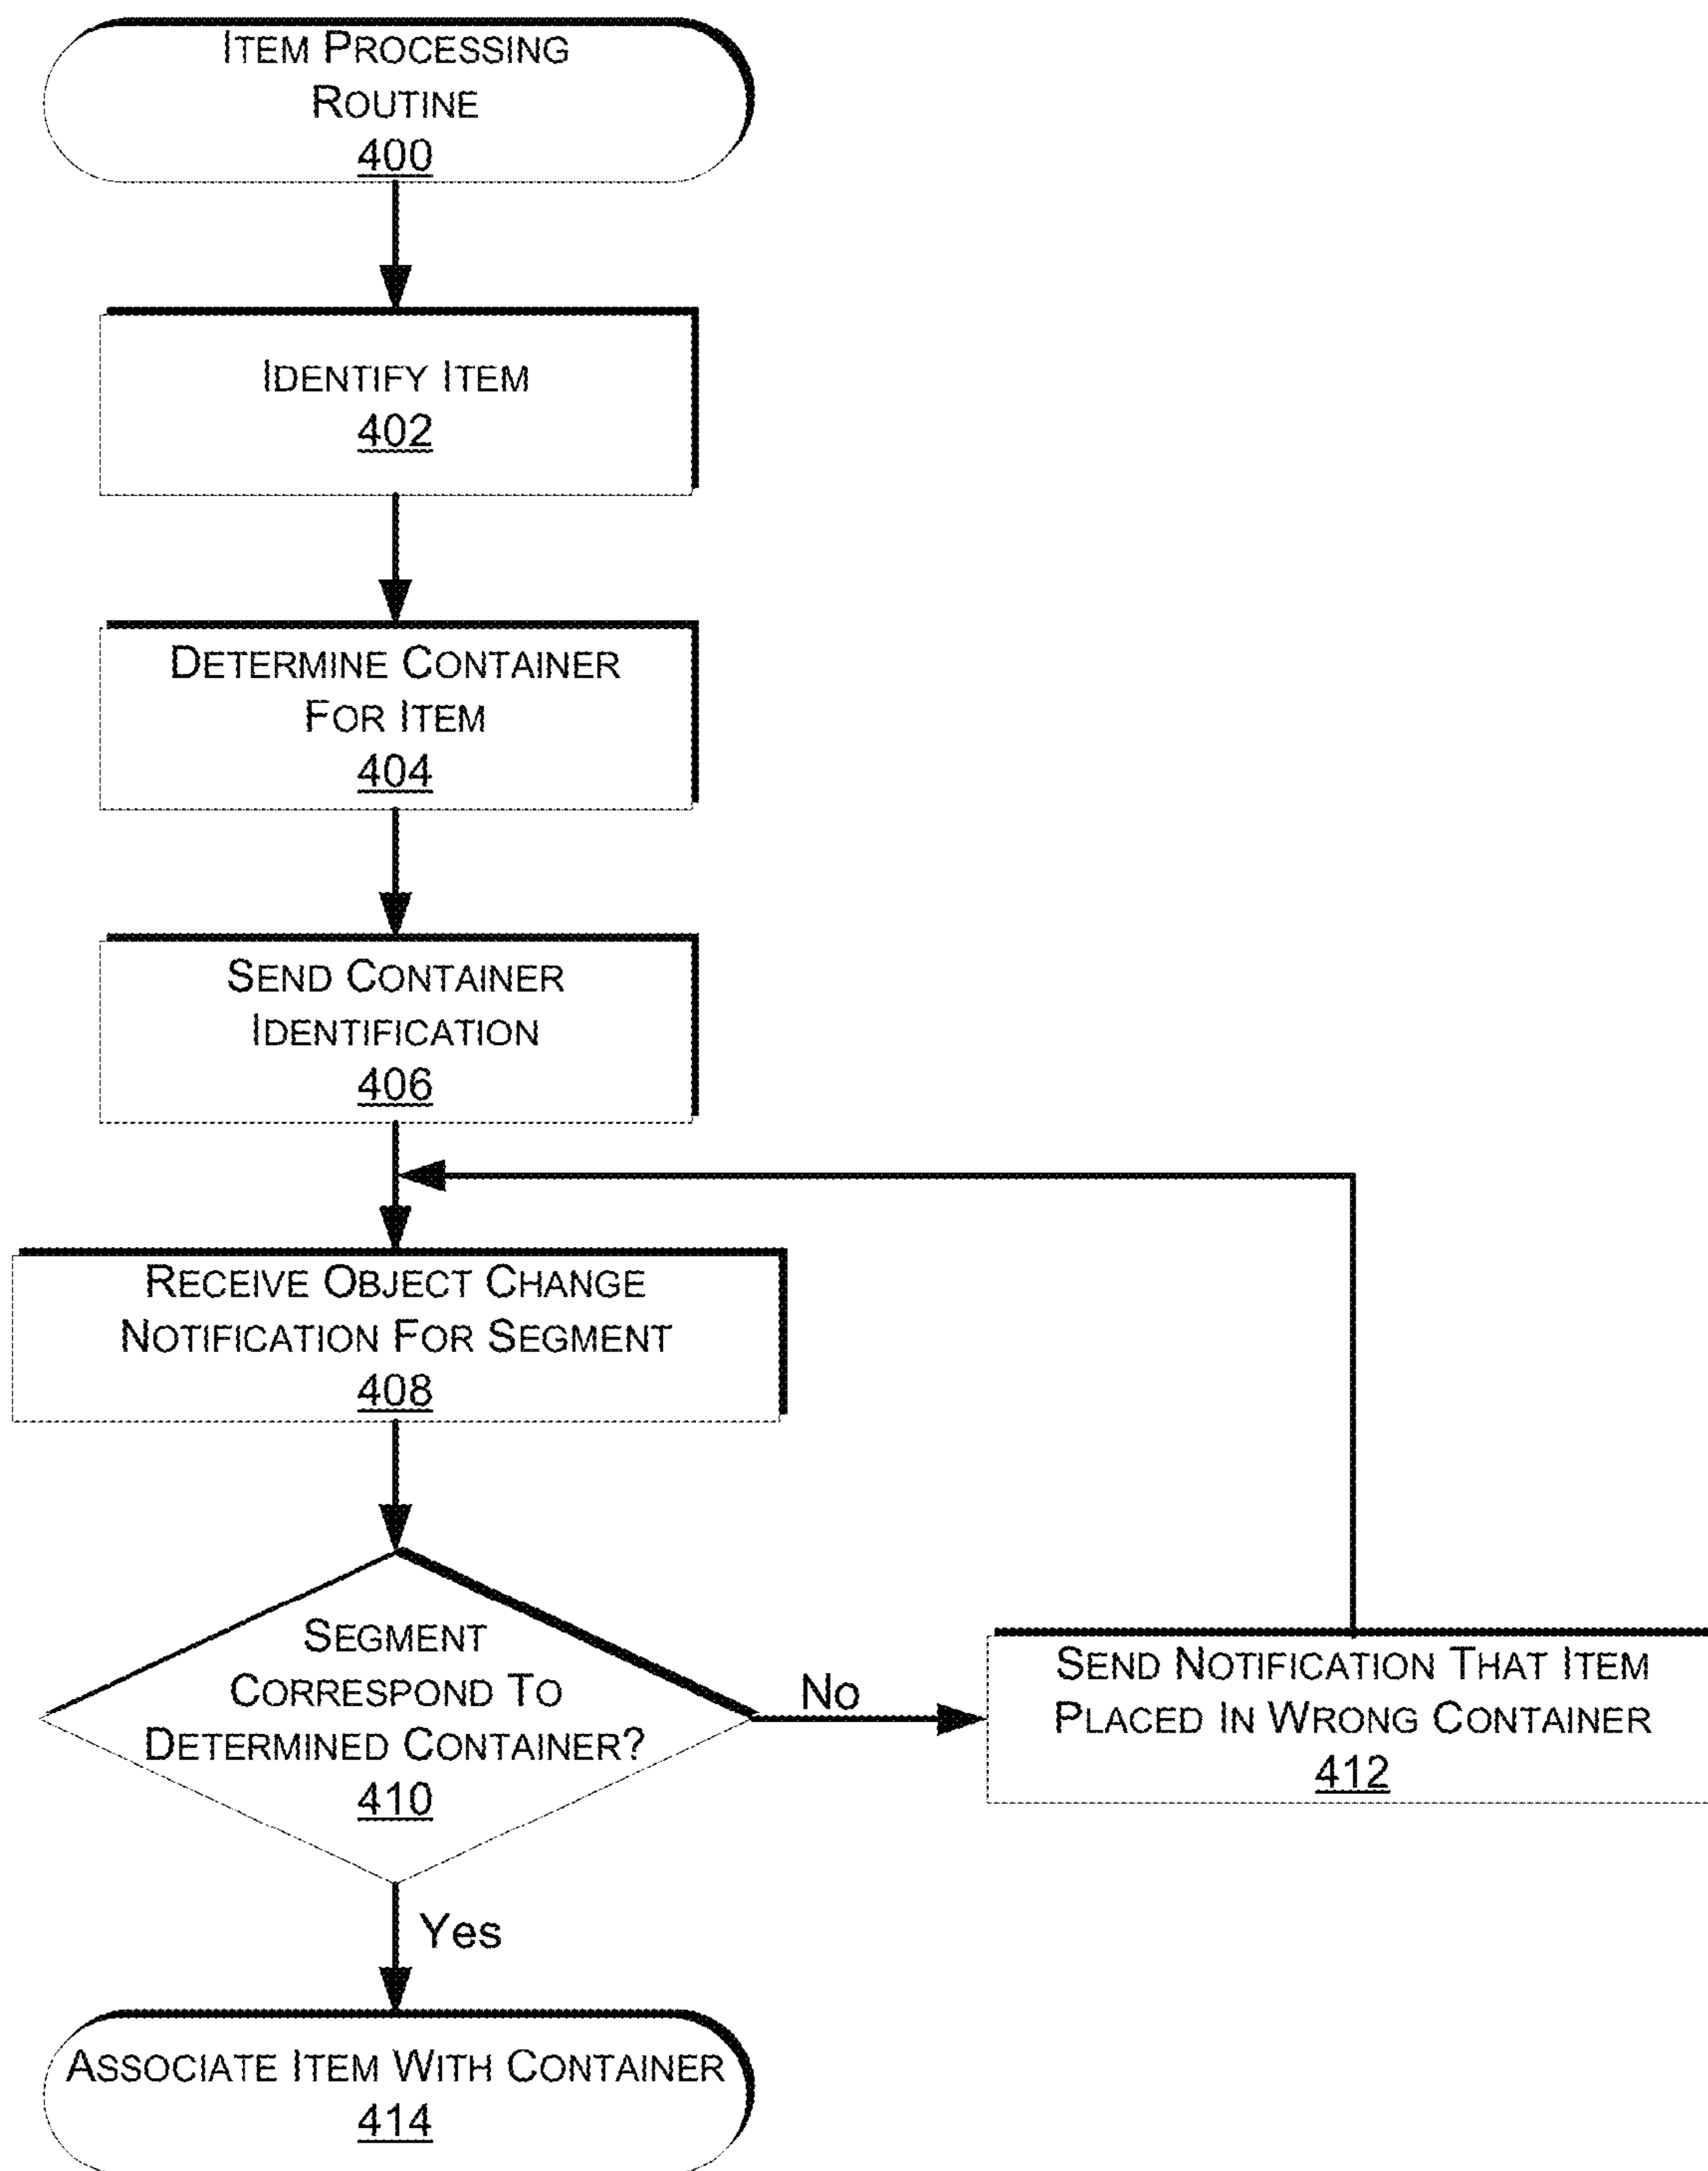 ITEM PROCESSING
ROUTINE
400
IDENTIFY ITEM
402
DETERMINE CONTAINER
FOR ITEM
404
SEND CONTAINER
IDENTIFICATION
406
RECEIVE OBJECT CHANGE
NOTIFICATION FOR SEGMENT
408
SEGMENT
CORRESPOND TO
DETERMINED CONTAINER?
410
No
SEND NOTIFICATION THAT ITEM
PLACED IN WRONG CONTAINER
412
Yes
ASSOCIATE ITEM WITH CONTAINER
414